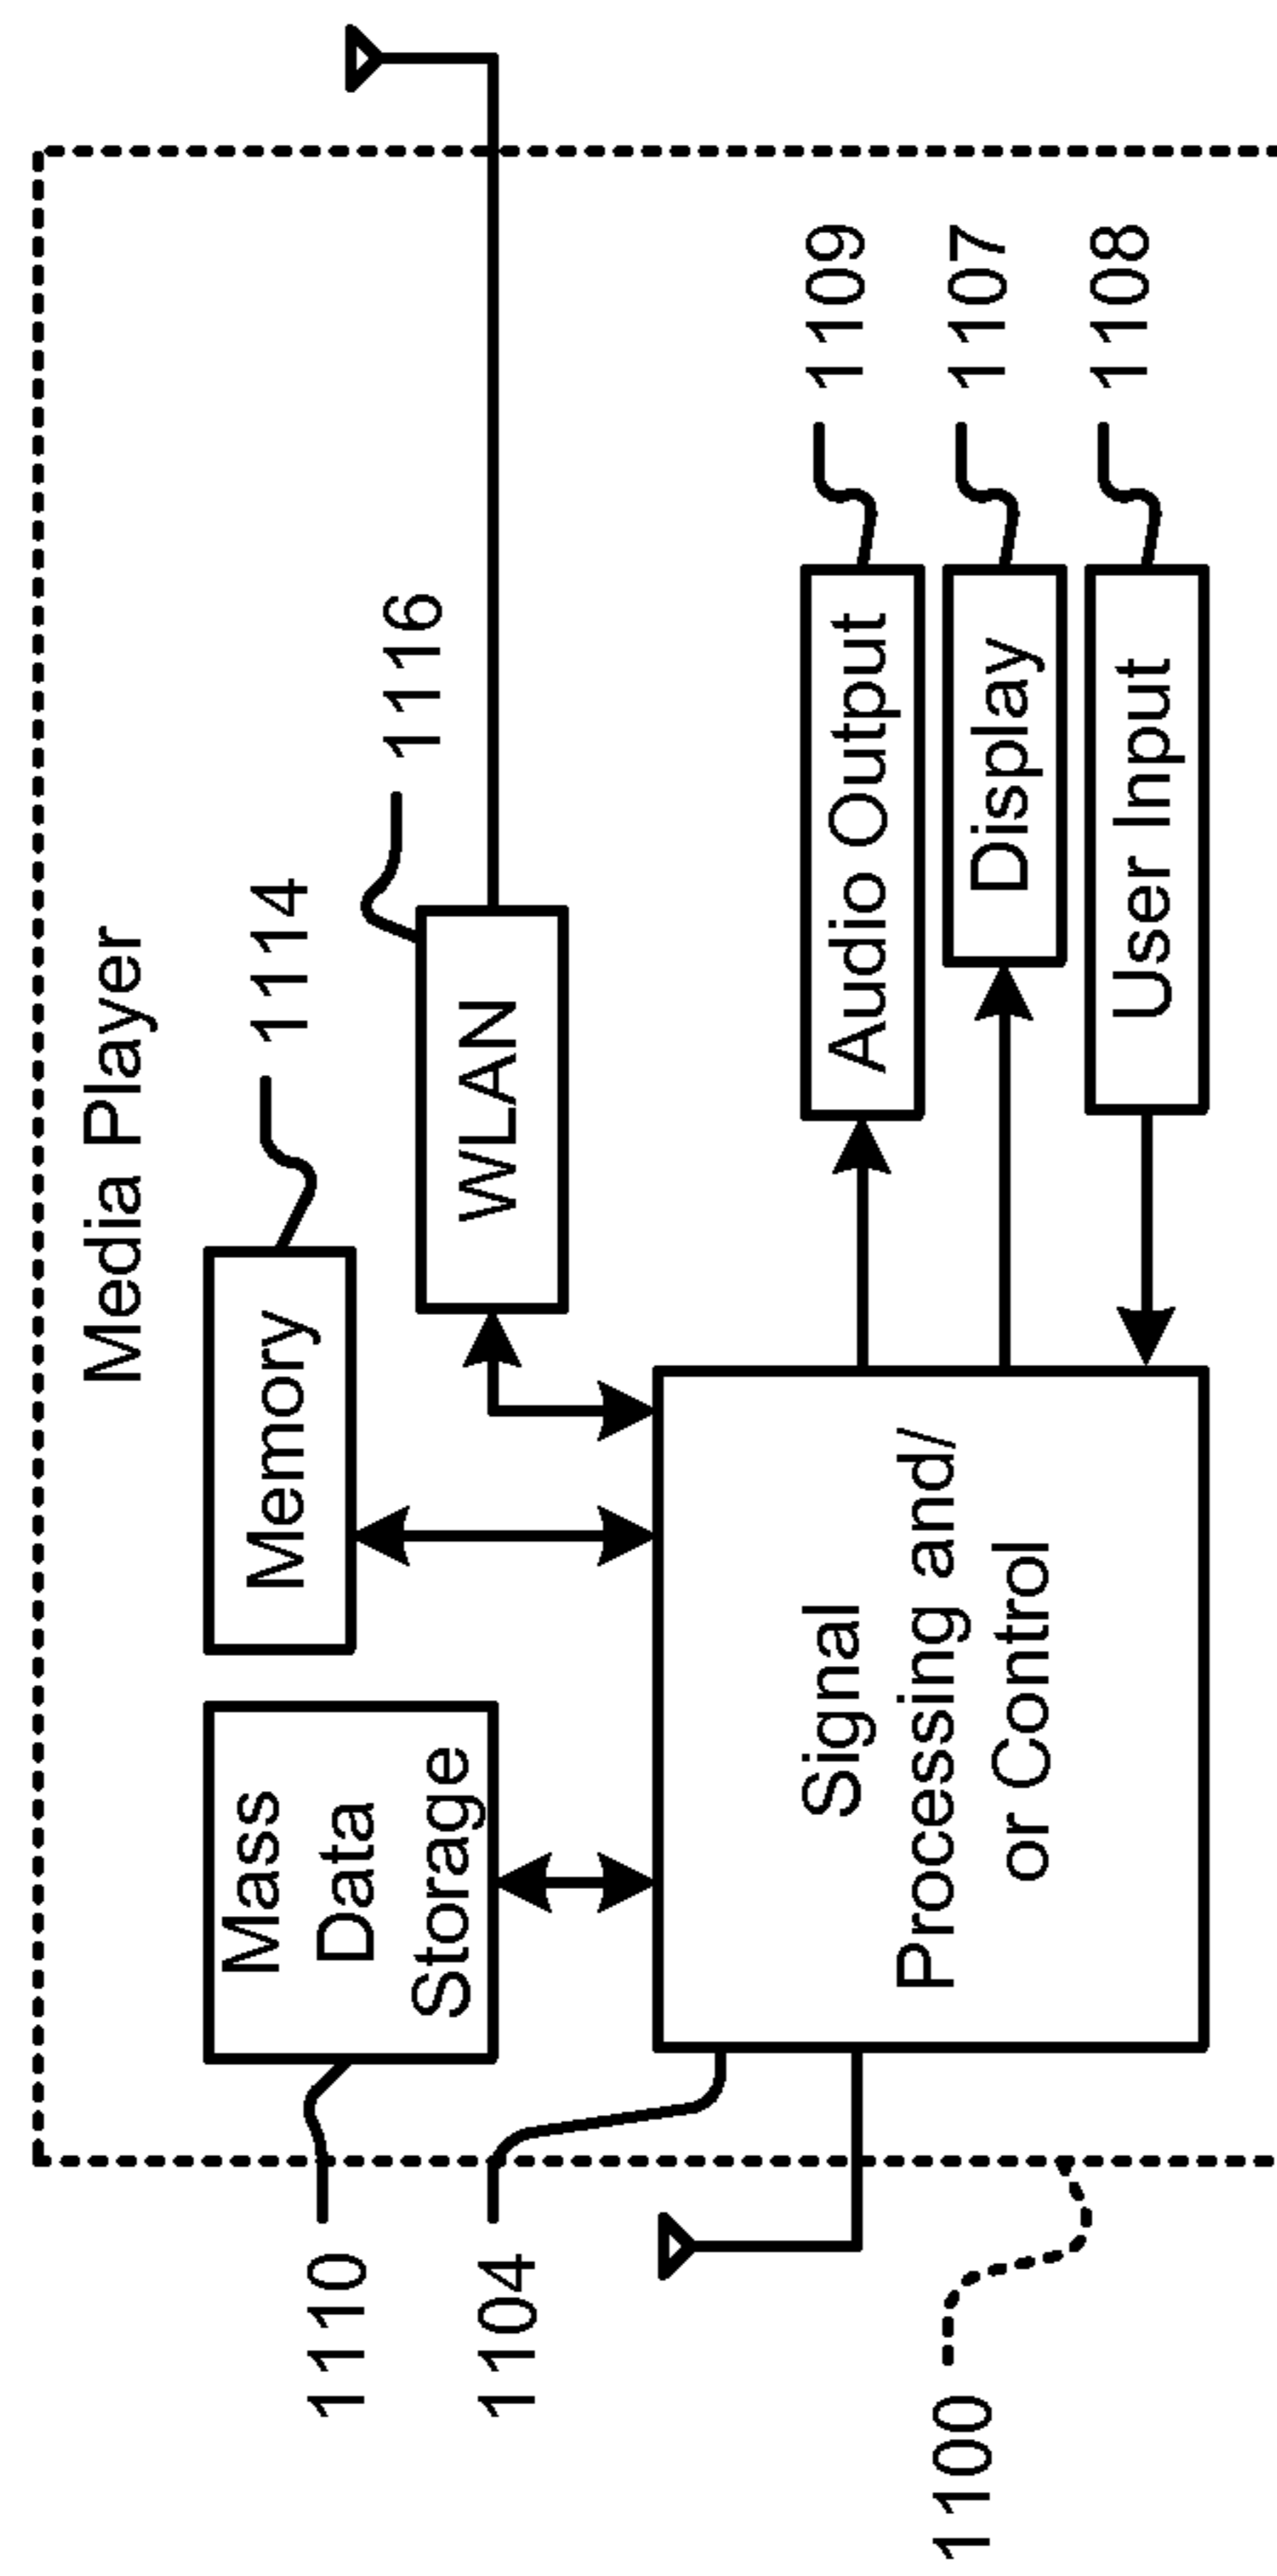 Media Player
1110
Mass
Data
Storage
Memory
1114
WLAN
1116
1104
Signal
Processing and/
or Control
Audio Output
1109
Display
1107
User Input
1108
1100